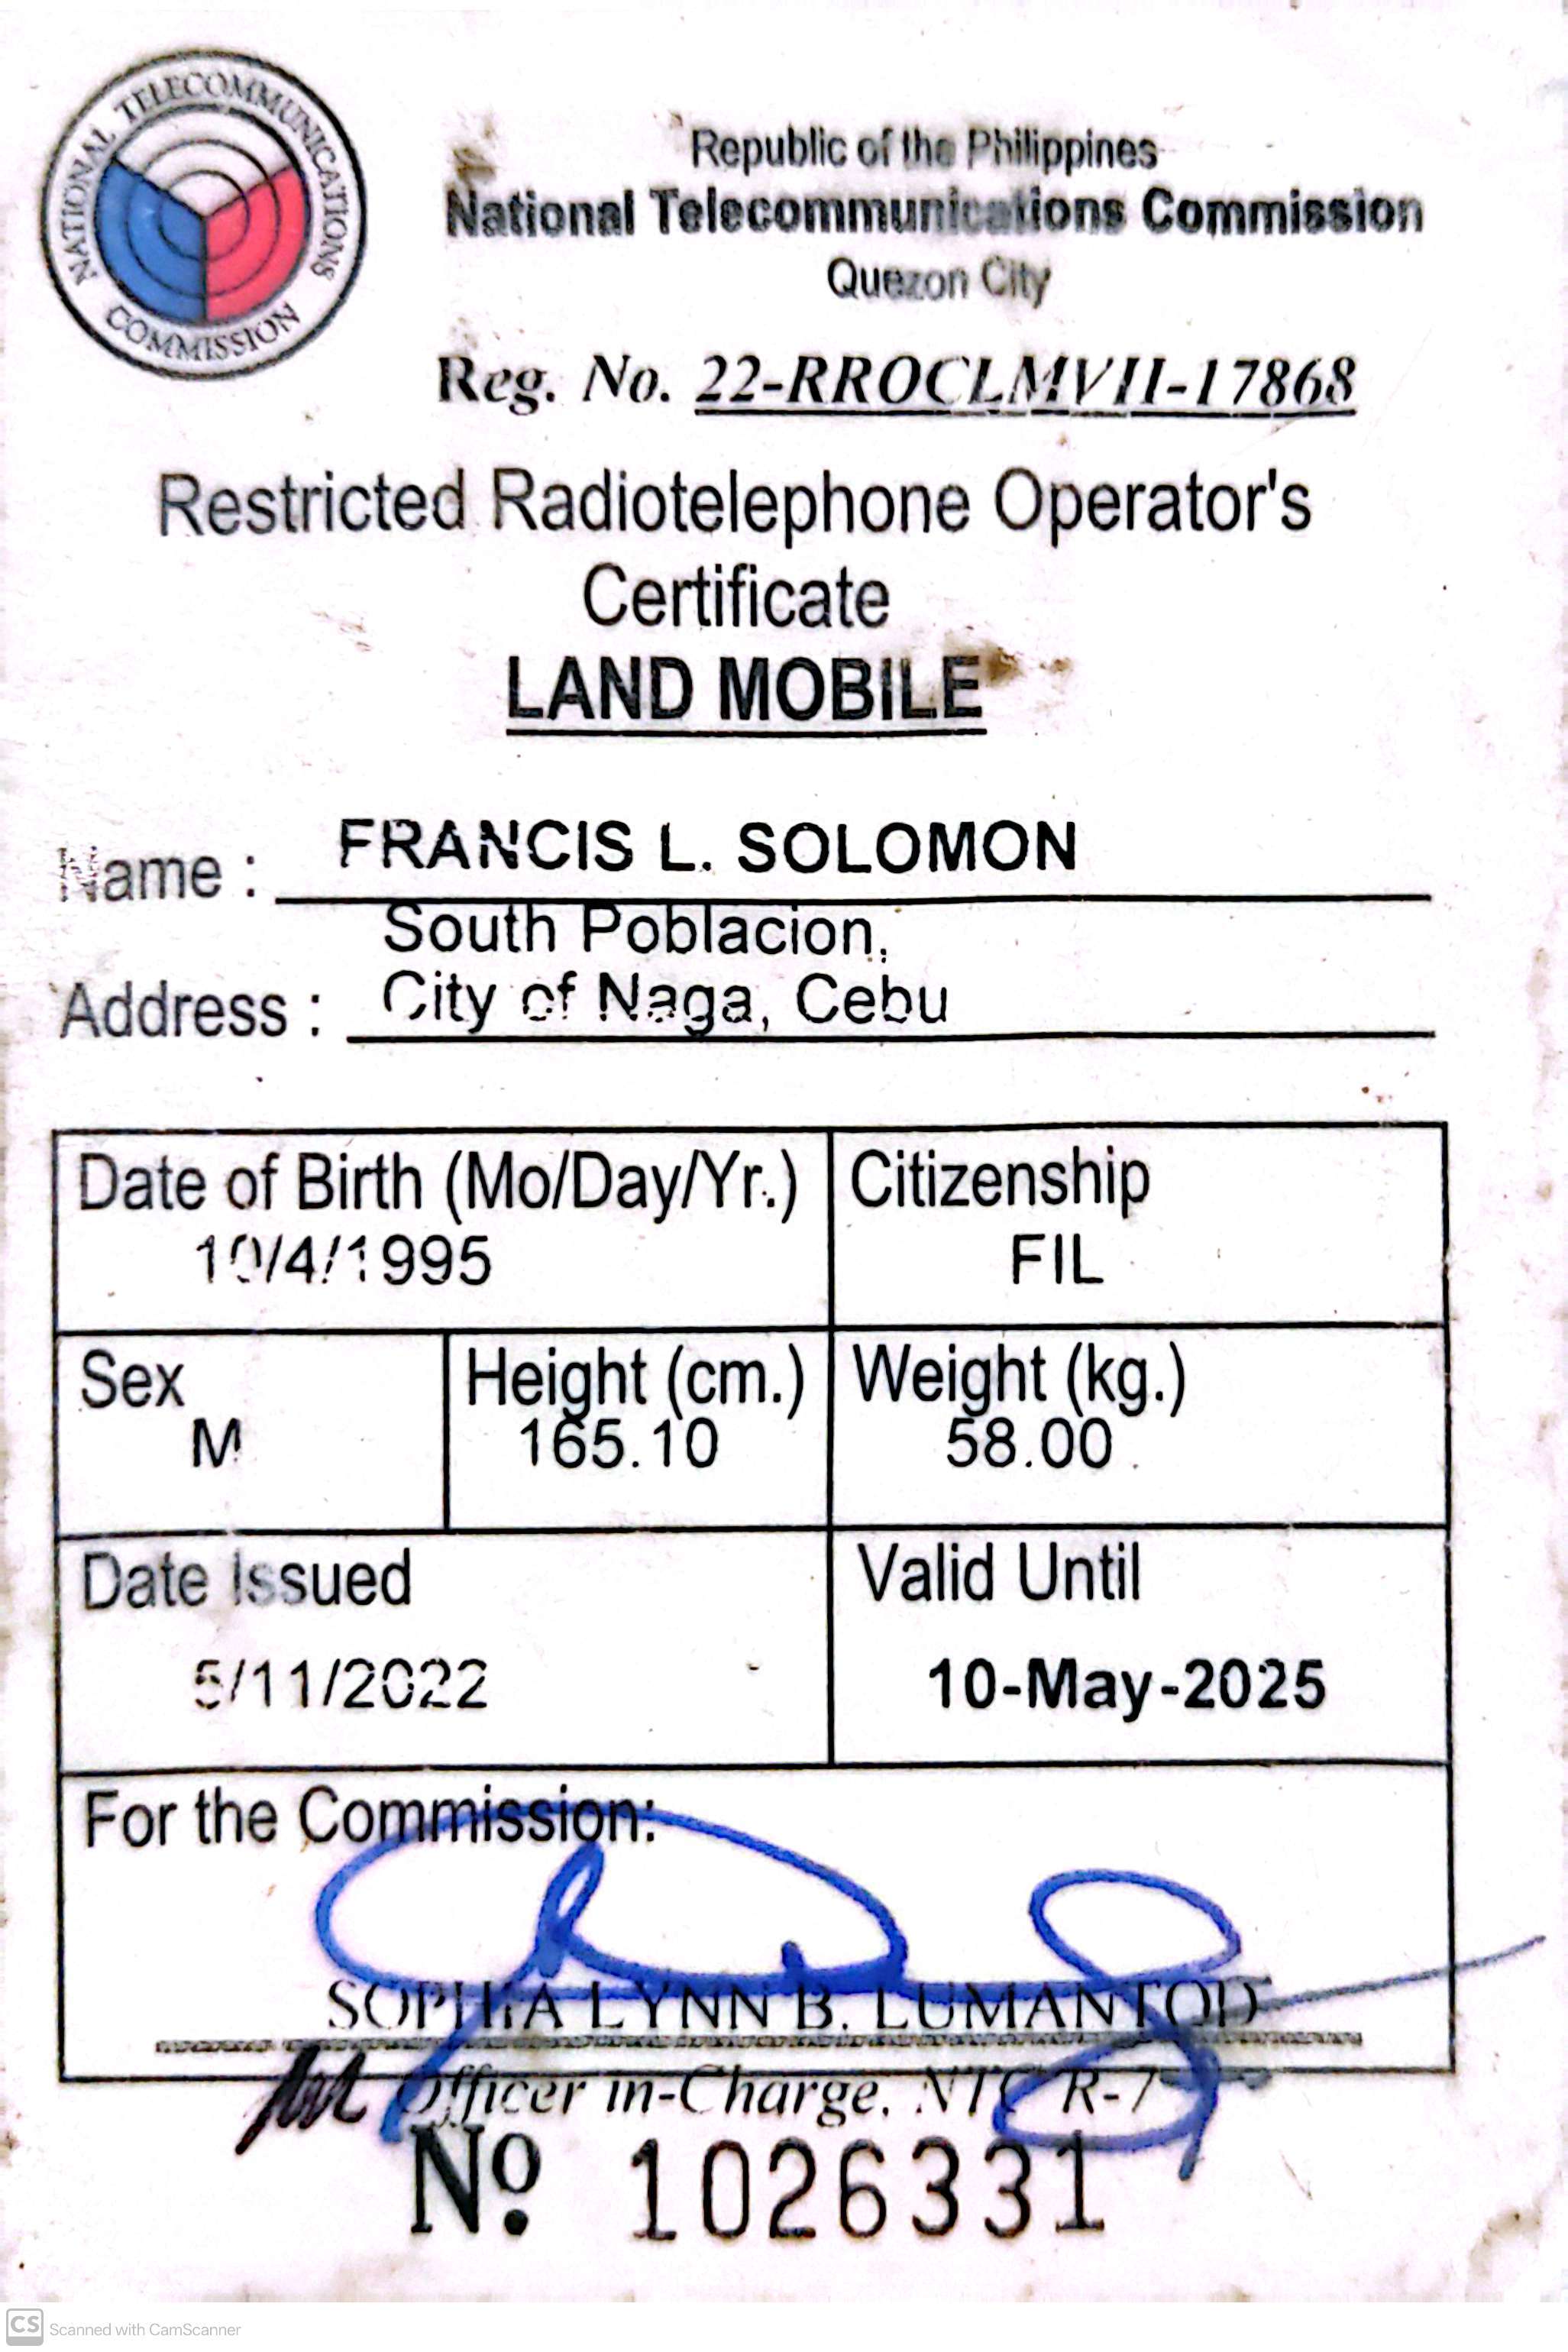 NATIONAL TELECOMMUNICATIONS COMMISSION
Republic of the Philippines
National Telecommunications Commission
Quezon City
Reg. No. 22-RROCLMVII-17868
Restricted Radiotelephone Operator's
Certificate
LAND MOBILE
Name : FRANCIS L. SOLOMON
South Poblacion,
Address : City of Naga, Cebu
Date of Birth (Mo/Day/Yr.) Citizenship
10/4/1995 FIL
Sex Height (cm.) Weight (kg.)
M 165.10 58.00
Date Issued Valid Until
5/11/2022 10-May-2025
For the Commission:
SOPHIA LYNN B. LUMANTOD
Officer in-Charge, NTC R-7
Nº 1026331
CS Scanned with CamScanner